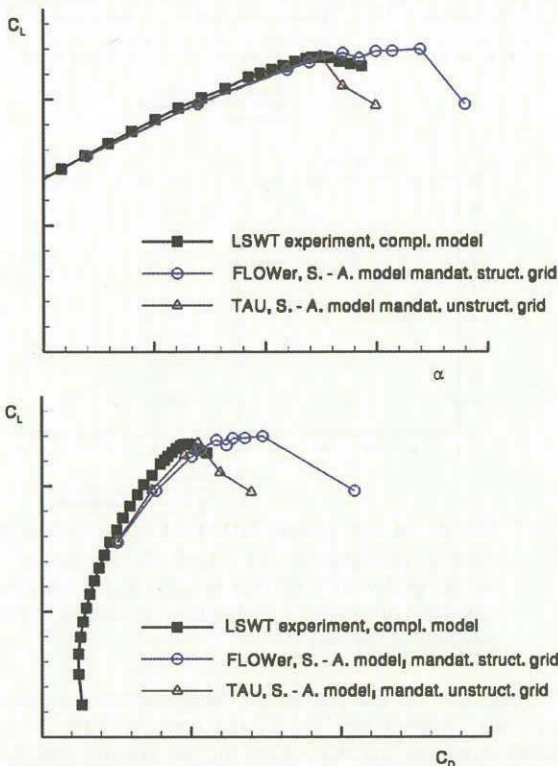 C_L
LSWT experiment, compl. model
FLOWer, S. - A. model mandat. struct. grid
TAU, S. - A. model mandat. unstruct. grid
α
C_L
LSWT experiment, compl. model
FLOWer, S. - A. model, mandat. struct. grid
TAU, S. - A. model, mandat. unstruct. grid
C_D